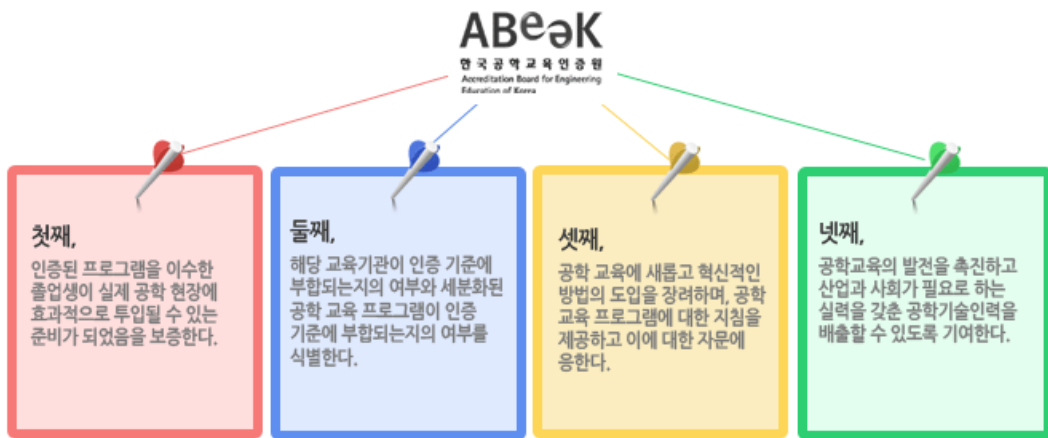 ABeeK
한국공학교육인증원
Accreditation Board for Engineering
Education of Korea
첫째,
인증된 프로그램을 이수한
졸업생이 실제 공학 현장에
효과적으로 투입될 수 있는
준비가 되었음을 보증한다.
둘째,
해당 교육기관이 인증 기준에
부합되는지의 여부와 세분화된
공학 교육 프로그램이 인증
기준에 부합되는지의 여부를
식별한다.
셋째,
공학 교육에 새롭고 혁신적인
방법의 도입을 장려하며, 공학
교육 프로그램에 대한 지침을
제공하고 이에 대한 자문에
응한다.
넷째,
공학교육의 발전을 촉진하고
산업과 사회가 필요로 하는
실력을 갖춘 공학기술인력을
배출할 수 있도록 기여한다.